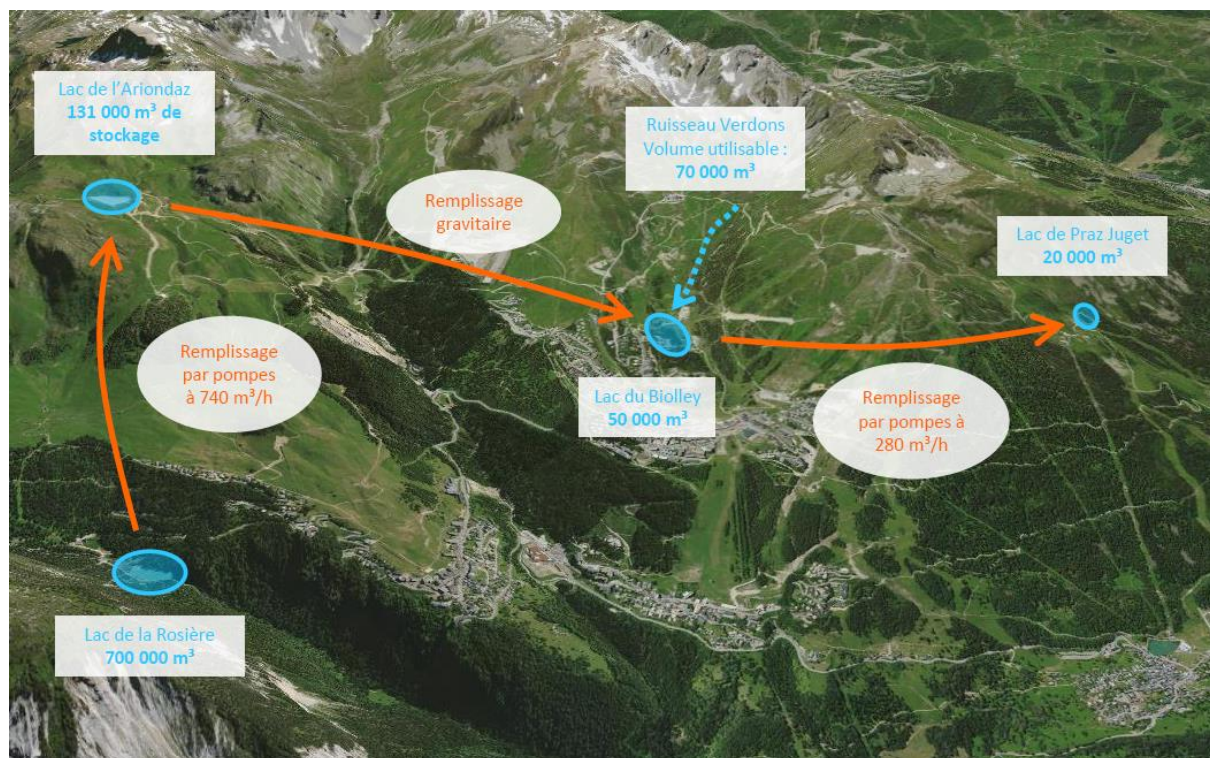 Lac de l'Ariondaz
131 000 m³ de
stockage
Ruisseau Verdons
Volume utilisable :
70 000 m³
Remplissage
gravitaire
Lac de Praz Juget
20 000 m³
Remplissage
par pompes
à 740 m³/h
Lac du Biolley
50 000 m³
Remplissage
par pompes à
280 m³/h
Lac de la Rosière
700 000 m³